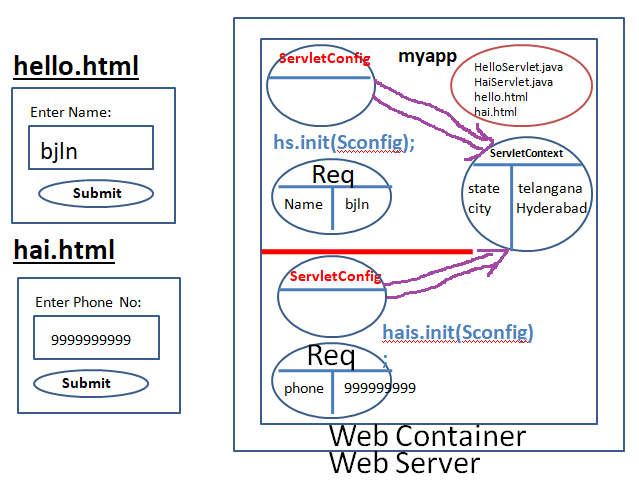 hello.html
Enter Name:
bjln
Submit
hai.html
Enter Phone No:
9999999999
Submit
ServletConfig
myapp
HelloServlet.java
HaiServlet.java
hello.html
hai.html
hs.init(Sconfig);
ServletContext
state telangana
city Hyderabad
Req
Name bjln
ServletConfig
hais.init(Sconfig)
;
Req
phone 999999999
Web Container
Web Server